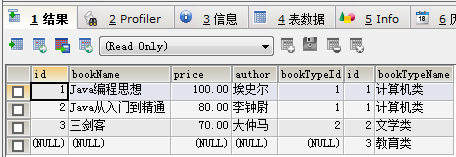 1 结果 2 Profiler 3 信息 4 表数据 5 Info 6 历
(Read Only)
id bookName price author bookTypeId id bookTypeName
1 Java编程思想 100.00 埃史尔 1 1 计算机类
2 Java从入门到精通 80.00 李钟尉 1 1 计算机类
3 三剑客 70.00 大仲马 2 2 文学类
(NULL) (NULL) (NULL) (NULL) (NULL) 3 教育类